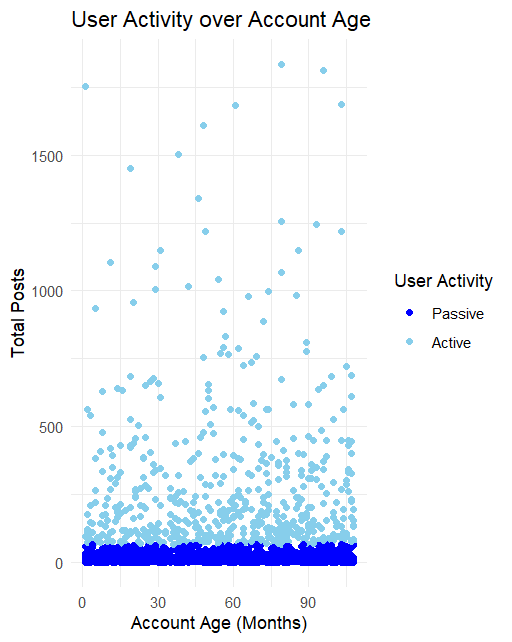 User Activity over Account Age
1500
1000
500
0
Total Posts
0 30 60 90
Account Age (Months)
User Activity
Passive
Active